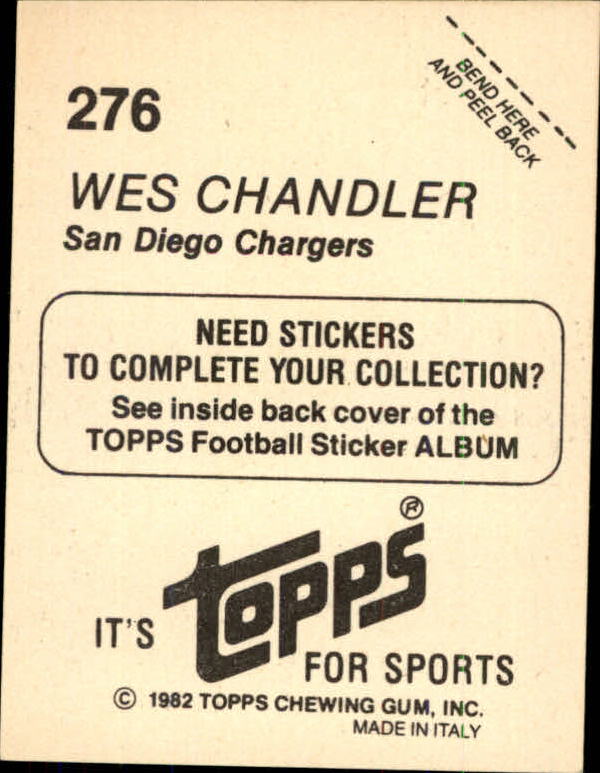 BEND HERE
AND PEEL BACK
276
WES CHANDLER
San Diego Chargers
NEED STICKERS
TO COMPLETE YOUR COLLECTION?
See inside back cover of the
TOPPS Football Sticker ALBUM
IT'S topps®
FOR SPORTS
© 1982 TOPPS CHEWING GUM, INC.
MADE IN ITALY